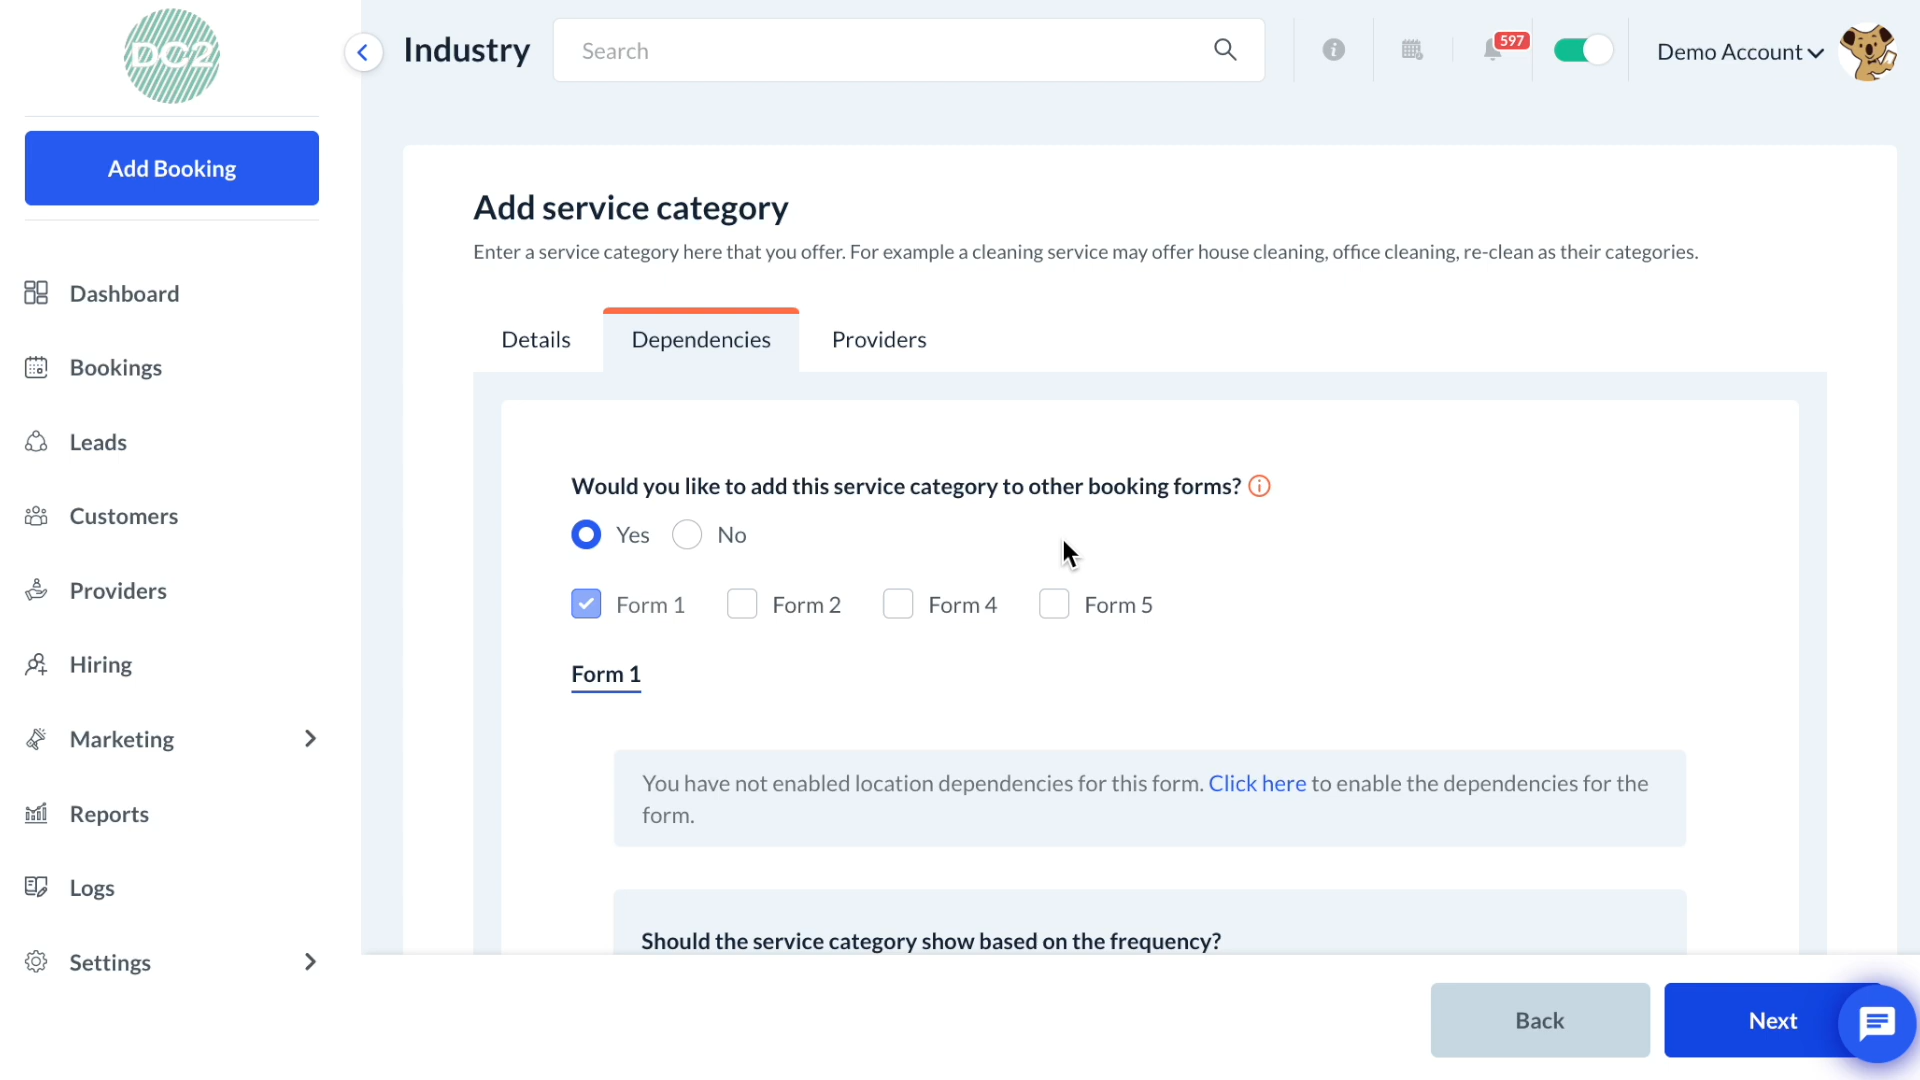 DC2
Industry
Search
597
Demo Account
Add Booking
Dashboard
Bookings
Leads
Customers
Providers
Hiring
Marketing
Reports
Logs
Settings
Add service category
Enter a service category here that you offer. For example a cleaning service may offer house cleaning, office cleaning, re-clean as their categories.
Details Dependencies Providers
Would you like to add this service category to other booking forms?
Yes No
Form 1 Form 2 Form 4 Form 5
Form 1
You have not enabled location dependencies for this form. Click here to enable the dependencies for the
form.
Should the service category show based on the frequency?
Back Next